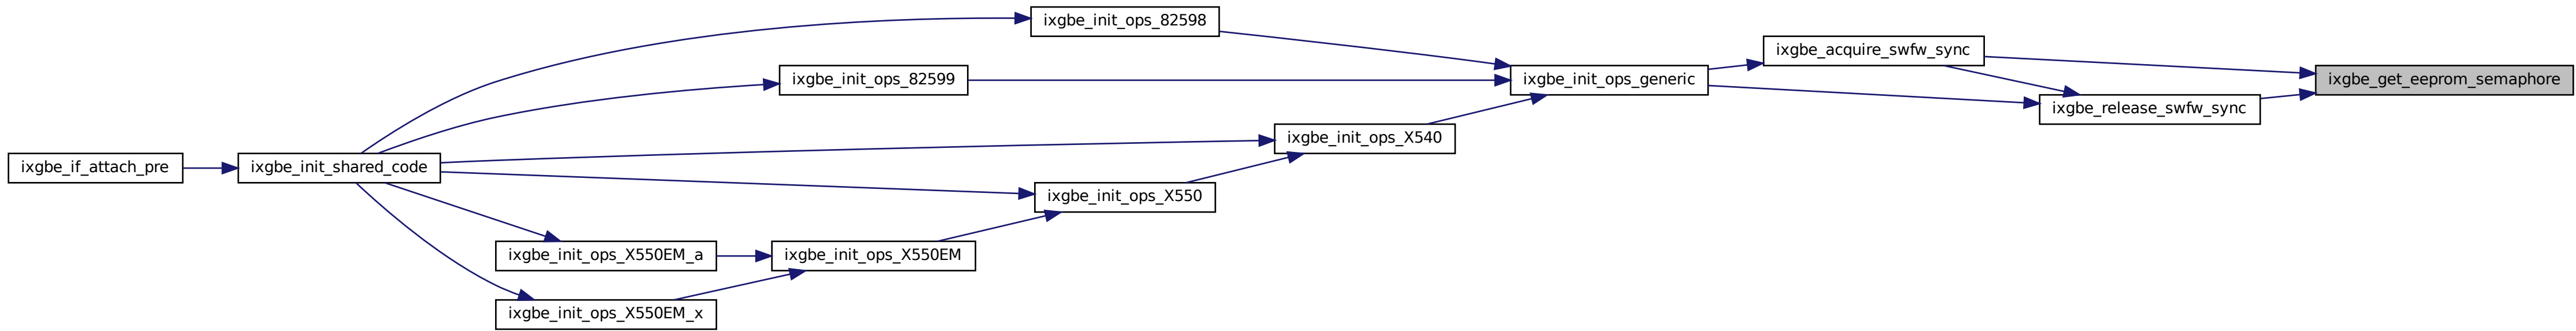 ixgbe_init_ops_82598
ixgbe_acquire_swfw_sync
ixgbe_init_ops_82599
ixgbe_init_ops_generic
ixgbe_get_eeprom_semaphore
ixgbe_release_swfw_sync
ixgbe_init_ops_X540
ixgbe_if_attach_pre
ixgbe_init_shared_code
ixgbe_init_ops_X550
ixgbe_init_ops_X550EM_a
ixgbe_init_ops_X550EM
ixgbe_init_ops_X550EM_x